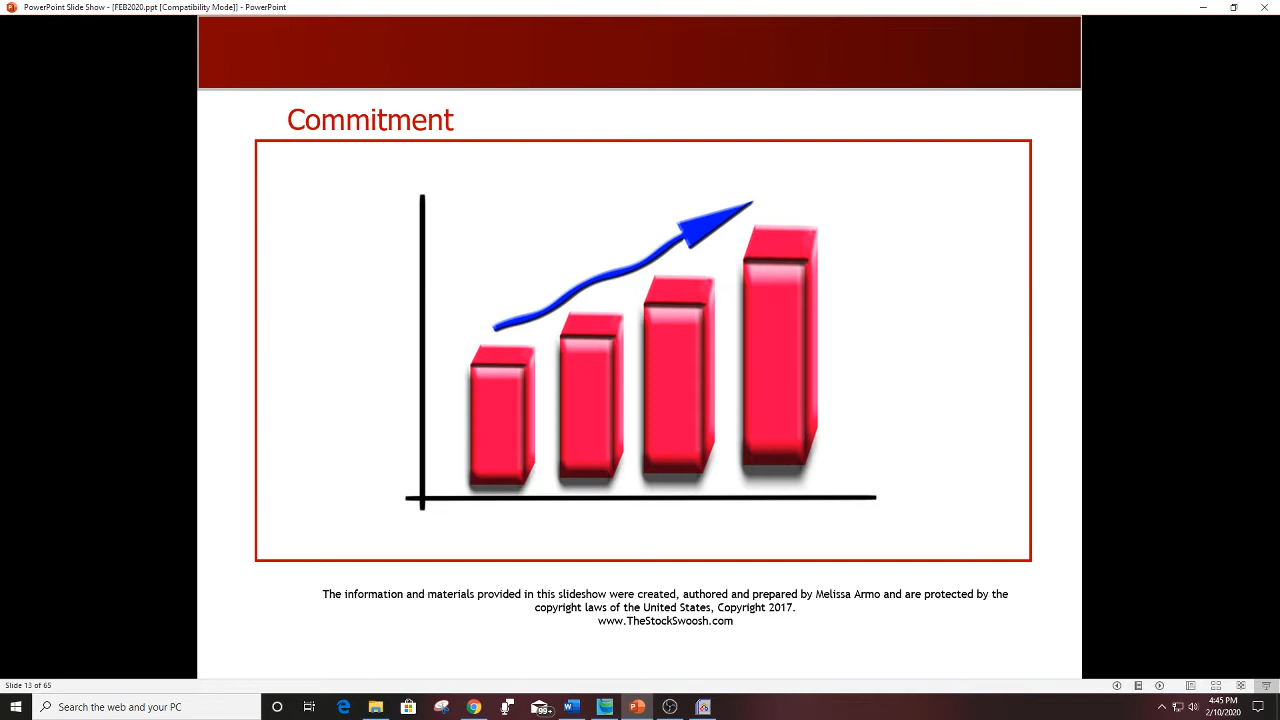 PowerPoint Slide Show - [FEB2020.ppt [Compatibility Mode]] - PowerPoint
Commitment
The information and materials provided in this slideshow were created, authored and prepared by Melissa Armo and are protected by the
copyright laws of the United States, Copyright 2017.
www.TheStockSwoosh.com
Slide 13 of 65
Search the web and your PC
99+
4:45 PM
2/10/2020